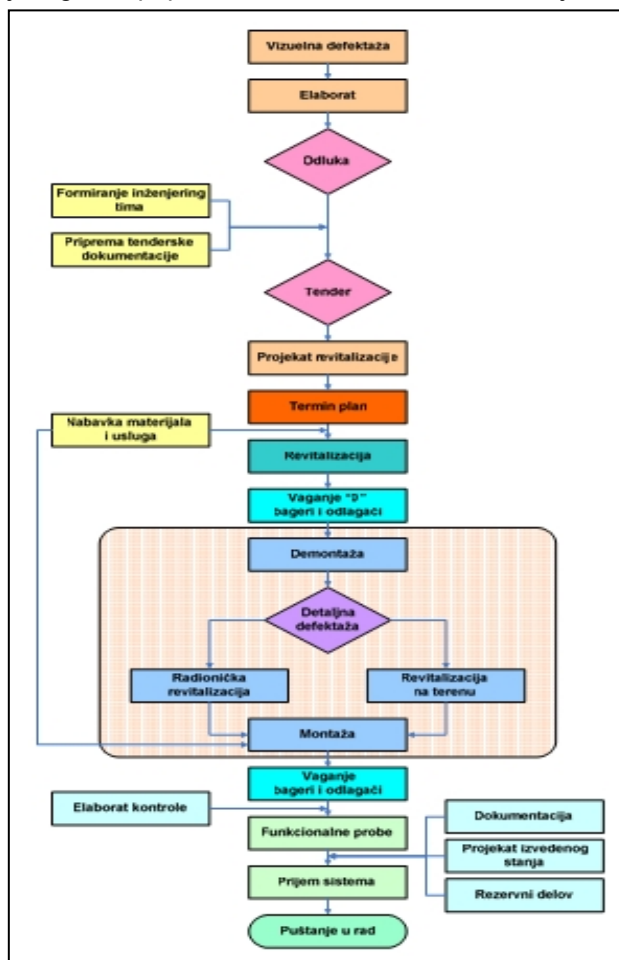 Vizuelna defektaža
Elaborat
Odluka
Formiranje inženjering
tima
Priprema tenderske
dokumentacije
Tender
Projekat revitalizacije
Termin plan
Nabavka materijala
i usluga
Revitalizacija
Vaganje "0"
bageri i odlagači
Demontaža
Detaljna
defektaža
Radionička
revitalizacija
Revitalizacija
na terenu
Montaža
Vaganje
bageri i odlagači
Elaborat kontrole
Funkcionalne probe
Dokumentacija
Projekat izvedenog
stanja
Rezervni delov
Prijem sistema
Puštanje u rad